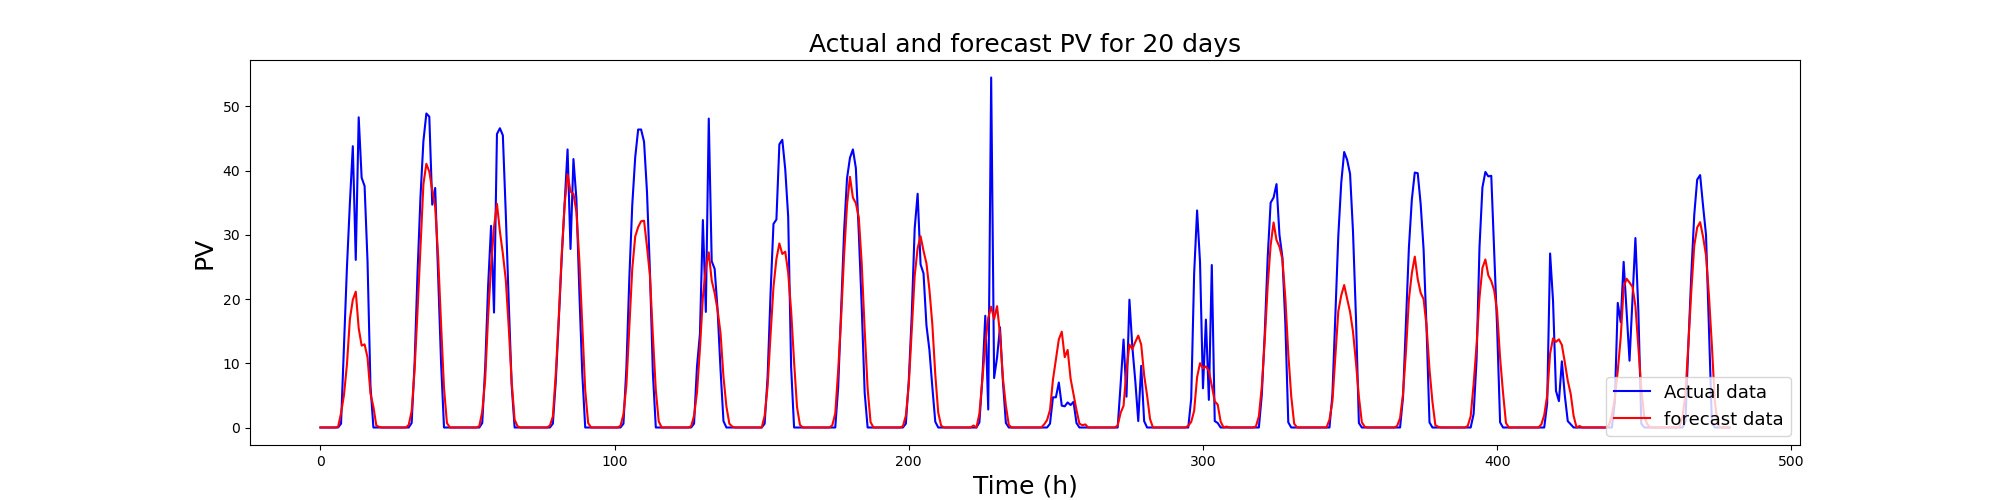 Actual and forecast PV for 20 days
50
40
30
20
10
0
PV
0 100 200 300 400 500
Time (h)
Actual data
forecast data